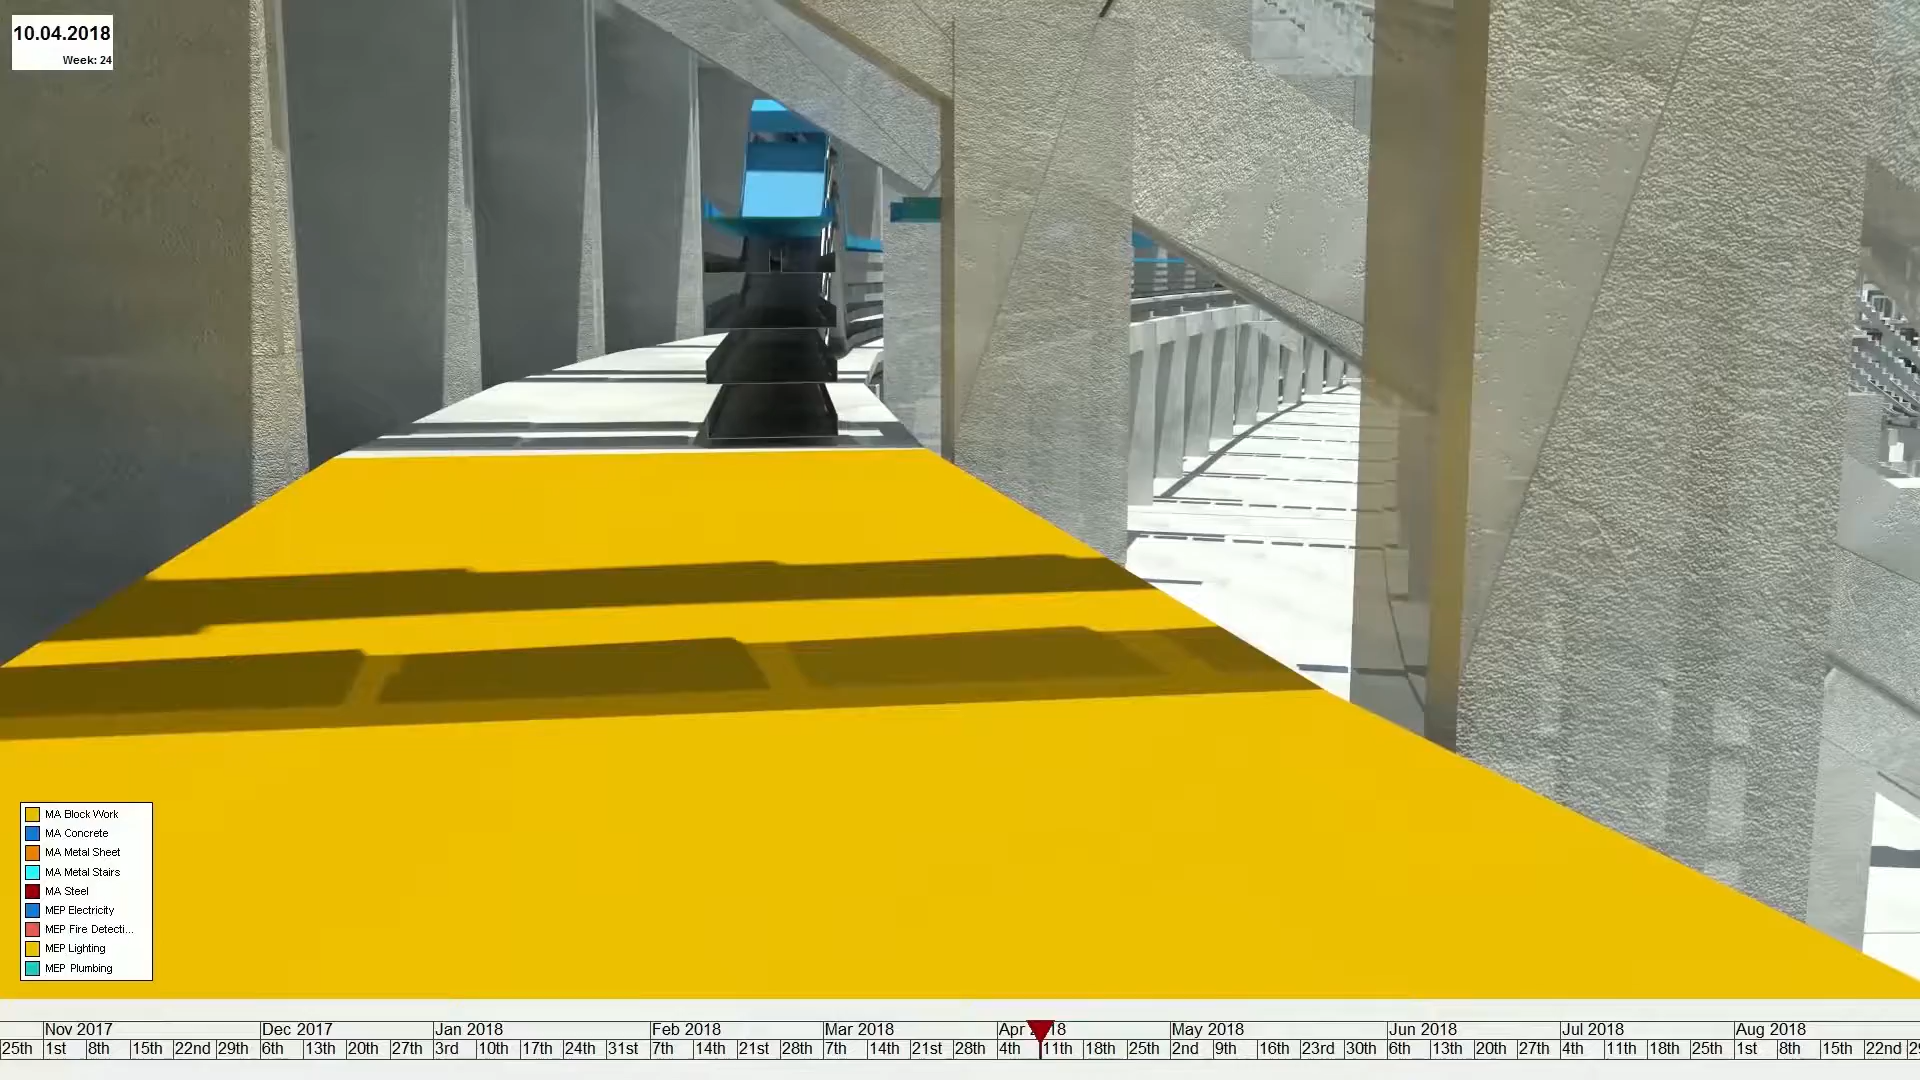 10.04.2018
Week: 24
MA Block Work
MA Concrete
MA Metal Sheet
MA Metal Stairs
MA Steel
MEP Electricity
MEP Fire Detecti...
MEP Lighting
MEP Plumbing
Nov 2017 Dec 2017 Jan 2018 Feb 2018 Mar 2018 Apr 18 May 2018 Jun 2018 Jul 2018 Aug 2018
25th 1st 8th 15th 22nd 29th 6th 13th 20th 27th 3rd 10th 17th 24th 31st 7th 14th 21st 28th 7th 14th 21st 28th 4th 11th 18th 25th 2nd 9th 16th 23rd 30th 6th 13th 20th 27th 4th 11th 18th 25th 1st 8th 15th 22nd